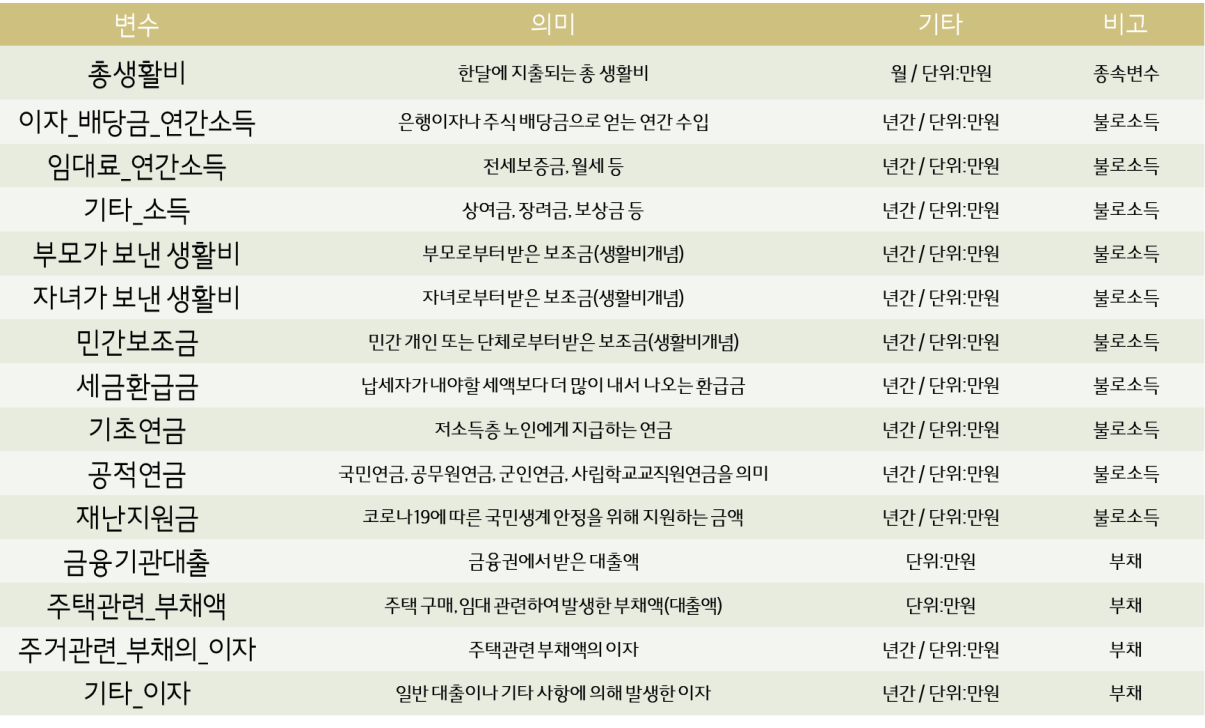 변수 의미 기타 비고
총생활비 한달에 지출되는 총 생활비 월 / 단위:만원 종속변수
이자_배당금_연간소득 은행이자나 주식 배당금으로 얻는 연간 수입 년간 / 단위:만원 불로소득
임대료_연간소득 전세보증금, 월세 등 년간 / 단위:만원 불로소득
기타_소득 상여금, 장려금, 보상금 등 년간 / 단위:만원 불로소득
부모가 보낸 생활비 부모로부터 받은 보조금(생활비개념) 년간 / 단위:만원 불로소득
자녀가 보낸 생활비 자녀로부터 받은 보조금(생활비개념) 년간 / 단위:만원 불로소득
민간보조금 민간 개인 또는 단체로부터 받은 보조금(생활비개념) 년간 / 단위:만원 불로소득
세금환급금 납세자가 내야할 세액보다 더 많이 내서 나오는 환급금 년간 / 단위:만원 불로소득
기초연금 저소득층 노인에게 지급하는 연금 년간 / 단위:만원 불로소득
공적연금 국민연금, 공무원연금, 군인연금, 사립학교교직원연금을 의미 년간 / 단위:만원 불로소득
재난지원금 코로나19에 따른 국민생계 안정을 위해 지원하는 금액 년간 / 단위:만원 불로소득
금융기관대출 금융권에서 받은 대출액 단위:만원 부채
주택관련_부채액 주택 구매, 임대 관련하여 발생한 부채액(대출액) 단위:만원 부채
주거관련_부채의_이자 주택관련 부채액의 이자 년간 / 단위:만원 부채
기타_이자 일반 대출이나 기타 사항에 의해 발생한 이자 년간 / 단위:만원 부채